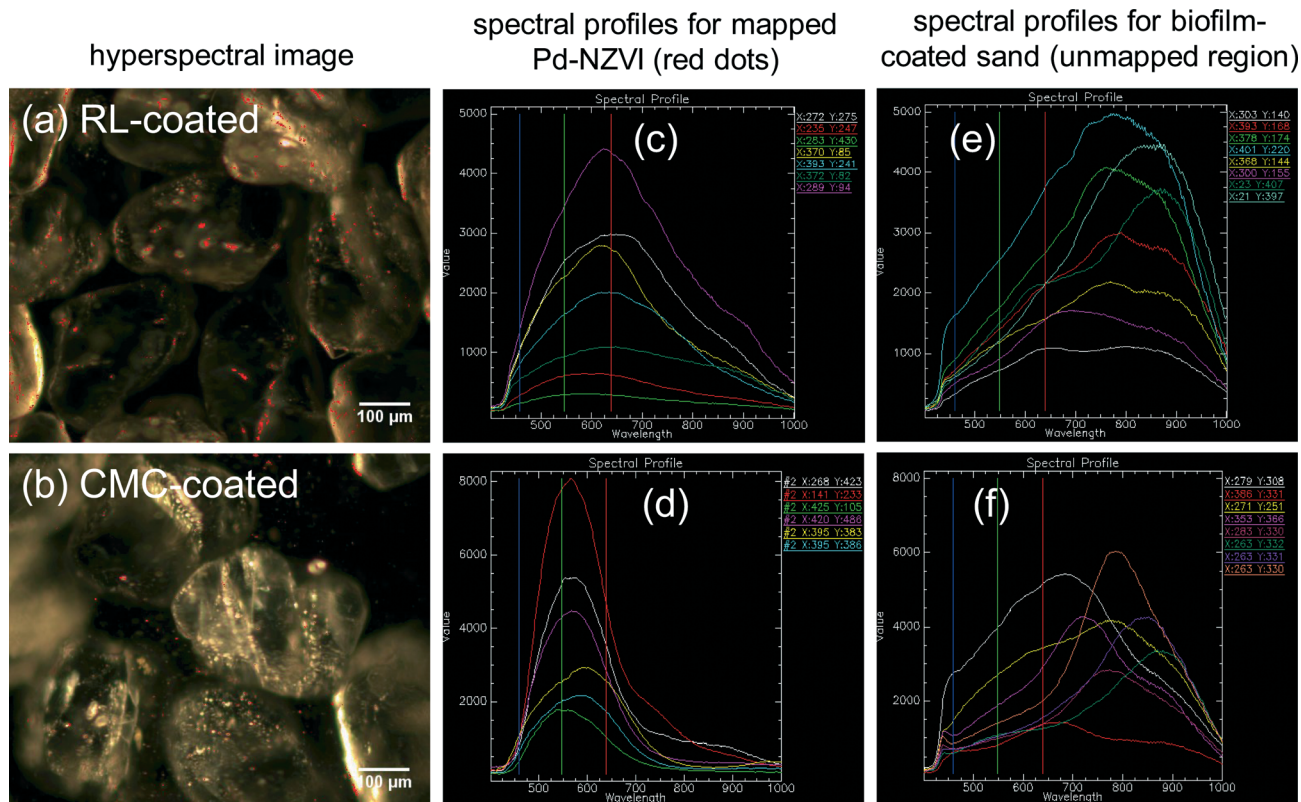 hyperspectral image
spectral profiles for mapped
Pd-NZVI (red dots)
spectral profiles for biofilm-
coated sand (unmapped region)
(a) RL-coated
100 µm
Spectral Profile
(c)
5000
4000
3000
2000
1000
Value
500 600 700 800 900 1000
Wavelength
X:272 Y:275
X:235 Y:247
X:283 Y:430
X:370 Y:85
X:393 Y:241
X:372 Y:82
X:289 Y:94
Spectral Profile
(e)
5000
4000
3000
2000
1000
Value
500 600 700 800 900 1000
Wavelength
X:303 Y:140
X:393 Y:168
X:378 Y:174
X:401 Y:220
X:368 Y:144
X:300 Y:155
X:23 Y:407
X:21 Y:397
(b) CMC-coated
100 µm
Spectral Profile
(d)
8000
6000
4000
2000
Value
500 600 700 800 900 1000
Wavelength
#2 X:268 Y:423
#2 X:141 Y:233
#2 X:425 Y:105
#2 X:420 Y:486
#2 X:395 Y:383
#2 X:395 Y:386
Spectral Profile
(f)
8000
6000
4000
2000
Value
500 600 700 800 900 1000
Wavelength
X:279 Y:308
X:386 Y:331
X:271 Y:251
X:353 Y:366
X:283 Y:330
X:263 Y:332
X:263 Y:331
X:263 Y:330